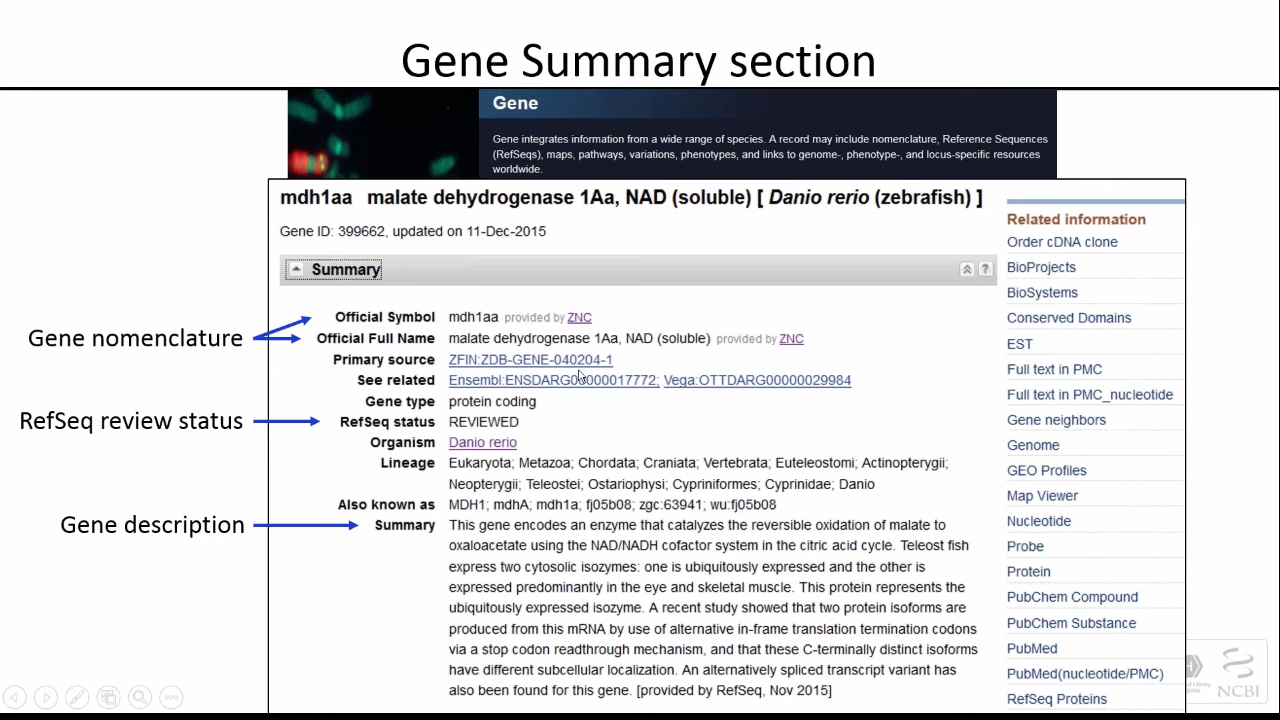 Gene Summary section
Gene
Gene integrates information from a wide range of species. A record may include nomenclature, Reference Sequences
(RefSeqs), maps, pathways, variations, phenotypes, and links to genome-, phenotype-, and locus-specific resources
worldwide.
mdh1aa malate dehydrogenase 1Aa, NAD (soluble) [ Danio rerio (zebrafish) ]
Gene ID: 399662, updated on 11-Dec-2015
Summary
?
Gene nomenclature
RefSeq review status
Gene description
Official Symbol mdh1aa provided by ZNC
Official Full Name malate dehydrogenase 1Aa, NAD (soluble) provided by ZNC
Primary source ZFIN:ZDB-GENE-040204-1
See related Ensembl:ENSDARG00000017772; Vega:OTTDARG00000029984
Gene type protein coding
RefSeq status REVIEWED
Organism Danio rerio
Lineage Eukaryota; Metazoa; Chordata; Craniata; Vertebrata; Euteleostomi; Actinopterygii;
Neopterygii; Teleostei; Ostariophysi; Cypriniformes; Cyprinidae; Danio
Also known as MDH1; mdhA; mdh1a; fj05b08; zgc:63941; wu:fj05b08
Summary This gene encodes an enzyme that catalyzes the reversible oxidation of malate to
oxaloacetate using the NAD/NADH cofactor system in the citric acid cycle. Teleost fish
express two cytosolic isozymes: one is ubiquitously expressed and the other is
expressed predominantly in the eye and skeletal muscle. This protein represents the
ubiquitously expressed isozyme. A recent study showed that two protein isoforms are
produced from this mRNA by use of alternative in-frame translation termination codons
via a stop codon readthrough mechanism, and that these C-terminally distinct isoforms
have different subcellular localization. An alternatively spliced transcript variant has
also been found for this gene. [provided by RefSeq, Nov 2015]
Related information
Order cDNA clone
BioProjects
BioSystems
Conserved Domains
EST
Full text in PMC
Full text in PMC_nucleotide
Gene neighbors
Genome
GEO Profiles
Map Viewer
Nucleotide
Probe
Protein
PubChem Compound
PubChem Substance
PubMed
PubMed(nucleotide/PMC)
RefSeq Proteins
NCBI